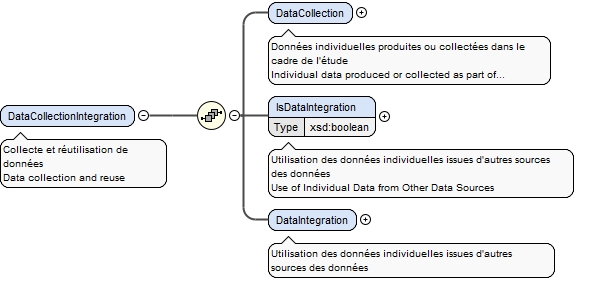 DataCollection
Données individuelles produites ou collectées dans le
cadre de l'étude
Individual data produced or collected as part of...
IsDataIntegration
Type xsd:boolean
DataCollectionIntegration
Collecte et réutilisation de
données
Data collection and reuse
Utilisation des données individuelles issues d'autres sources
des données
Use of Individual Data from Other Data Sources
DataIntegration
Utilisation des données individuelles issues d'autres
sources des données